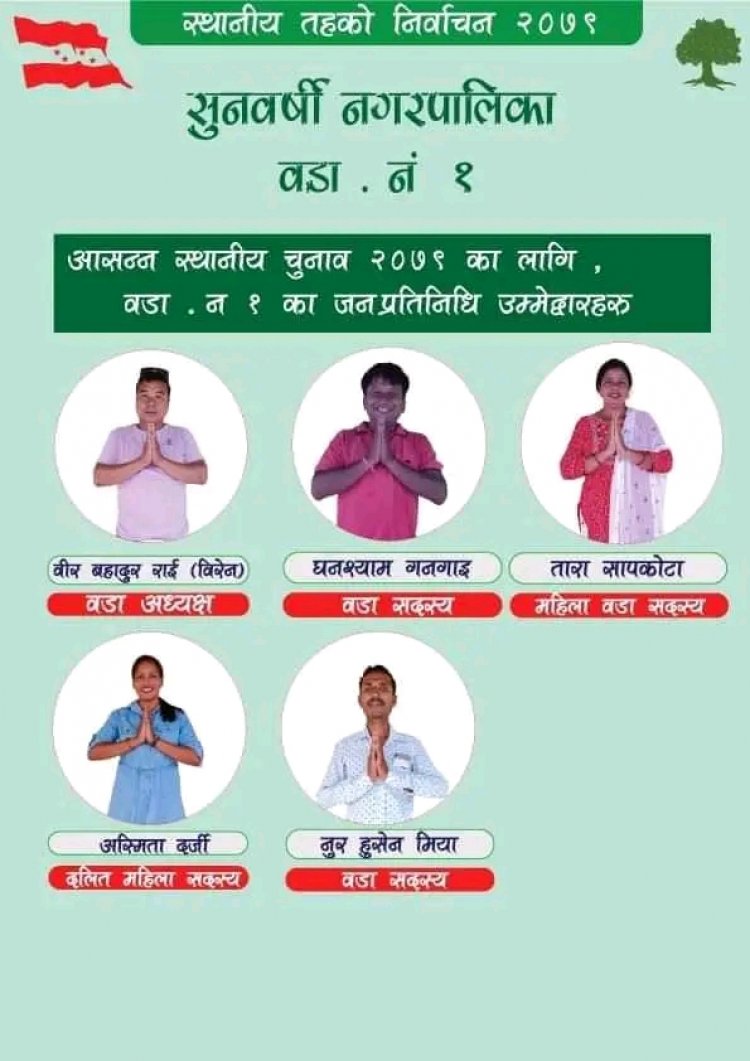 स्थानीय तहको निर्वाचन २०७९
सुनवर्षी नगरपालिका
वडा . नं १
आसन्न स्थानीय चुनाव २०७९ का लागि ,
वडा . न १ का जनप्रतिनिधि उम्मेद्वारहरु
वीर बहादुर राई (विरेन)
वडा अध्यक्ष
घनश्याम गनगाइ
वडा सदस्य
तारा सापकोटा
महिला वडा सदस्य
अस्मिता दर्जी
दलित महिला सदस्य
नुर हुसेन मिया
वडा सदस्य